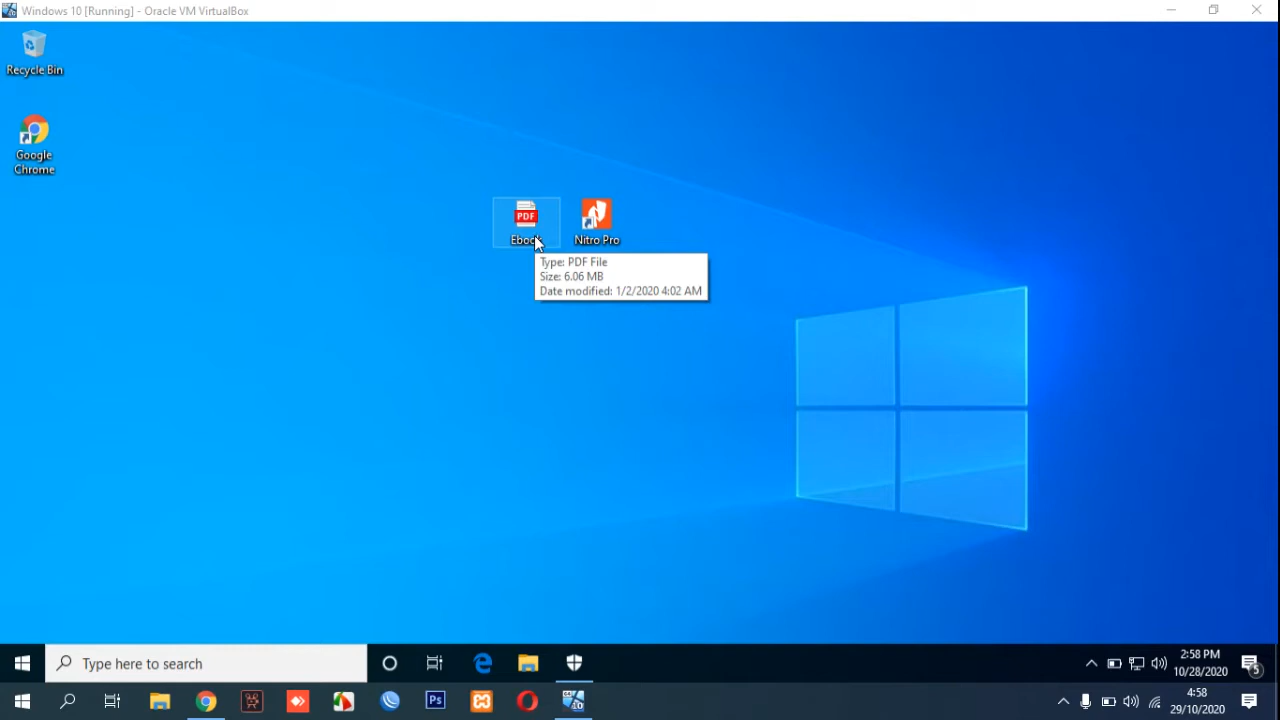 Windows 10 [Running] - Oracle VM VirtualBox
Recycle Bin
Google
Chrome
PDF
Nitro Pro
Type: PDF File
Size: 6.06 MB
Date modified: 1/2/2020 4:02 AM
Type here to search
2:58 PM
10/28/2020
5
Ps
4:58
29/10/2020